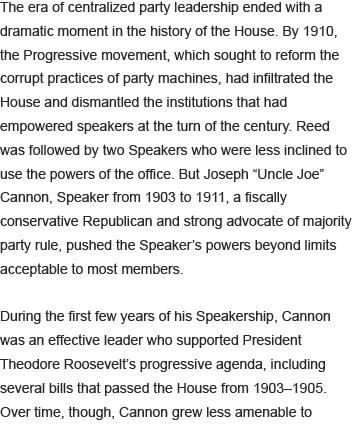 The era of centralized party leadership ended with a
dramatic moment in the history of the House. By 1910,
the Progressive movement, which sought to reform the
corrupt practices of party machines, had infiltrated the
House and dismantled the institutions that had
empowered speakers at the turn of the century. Reed
was followed by two Speakers who were less inclined to
use the powers of the office. But Joseph “Uncle Joe”
Cannon, Speaker from 1903 to 1911, a fiscally
conservative Republican and strong advocate of majority
party rule, pushed the Speaker’s powers beyond limits
acceptable to most members.

During the first few years of his Speakership, Cannon
was an effective leader who supported President
Theodore Roosevelt’s progressive agenda, including
several bills that passed the House from 1903–1905.
Over time, though, Cannon grew less amenable to